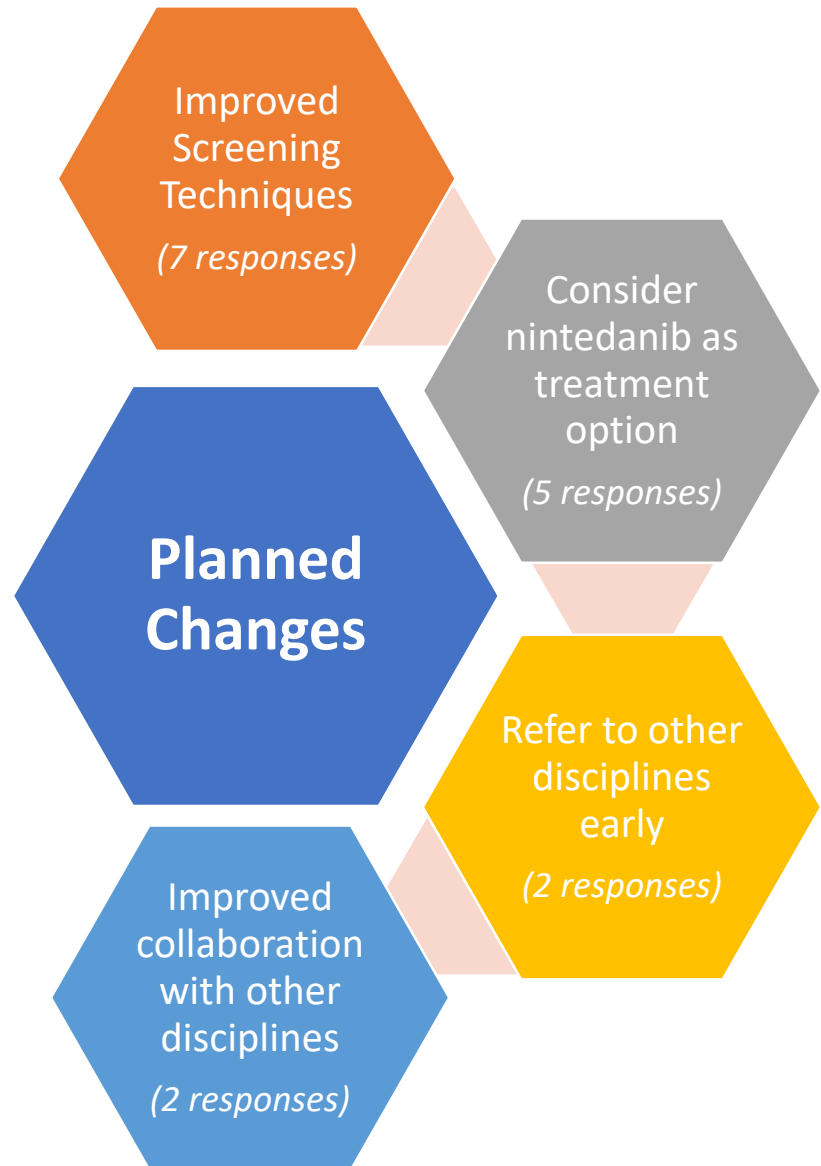 Improved
Screening
Techniques
(7 responses)
Consider
nintedanib as
treatment
option
(5 responses)
Planned
Changes
Refer to other
disciplines
early
(2 responses)
Improved
collaboration
with other
disciplines
(2 responses)